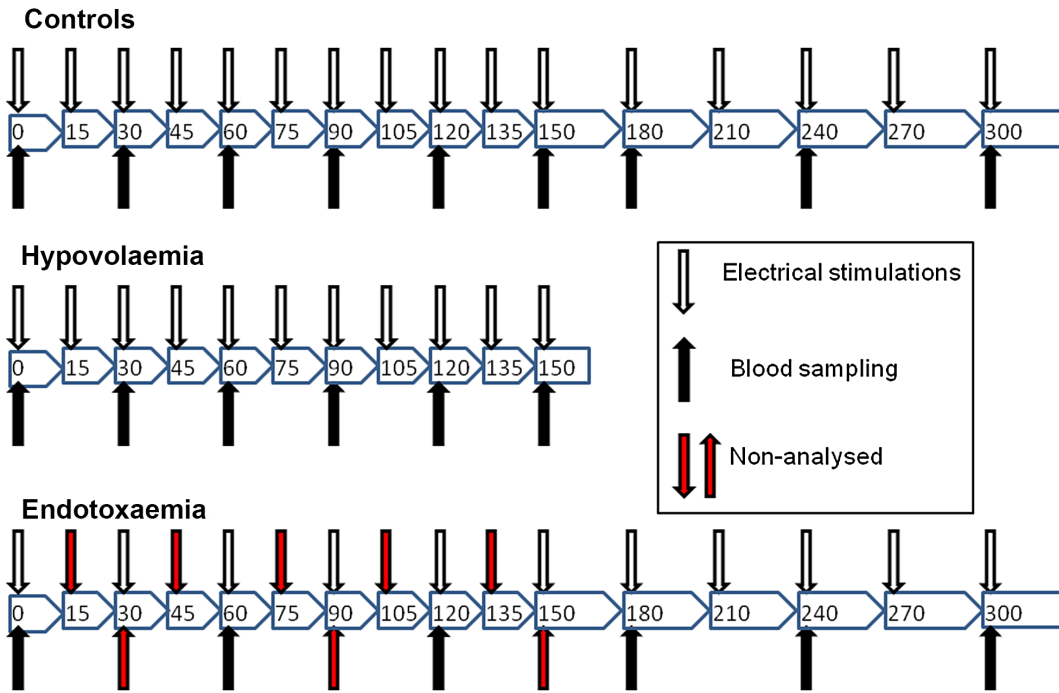 Controls
0 15 30 45 60 75 90 105 120 135 150 180 210 240 270 300
Hypovolaemia
0 15 30 45 60 75 90 105 120 135 150
Electrical stimulations
Blood sampling
Non-analysed
Endotoxaemia
0 15 30 45 60 75 90 105 120 135 150 180 210 240 270 300